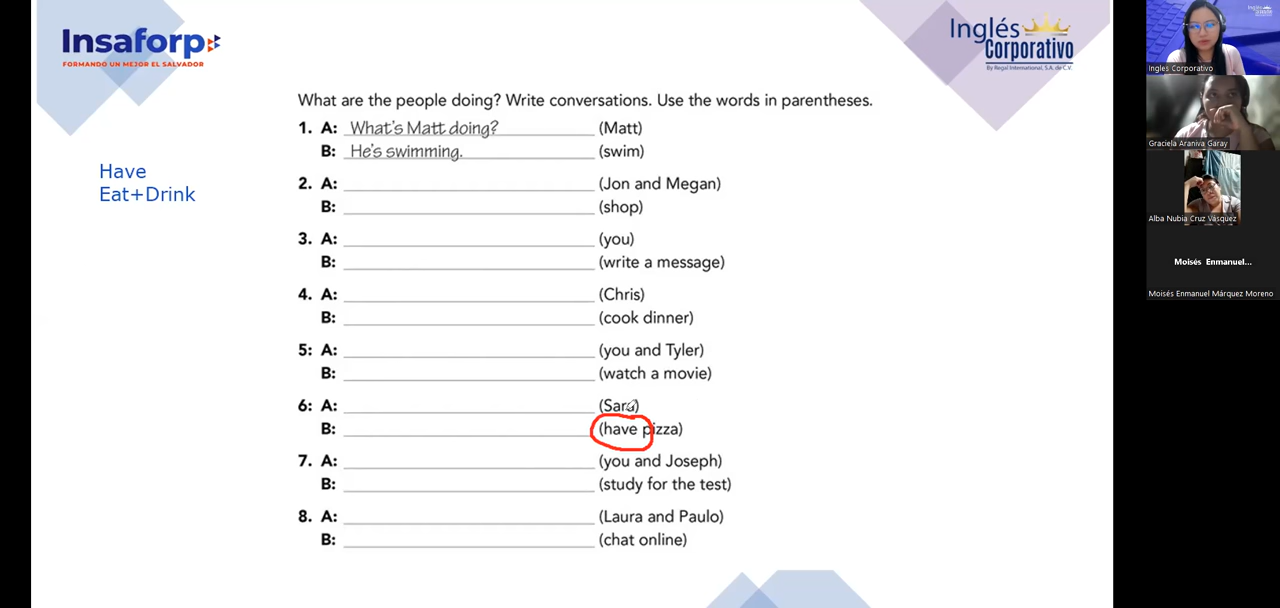 Insaforp
FORMANDO UN MEJOR EL SALVADOR
Inglés
Corporativo
By Regal International, S.A. de C.V.
Have
Eat+Drink
What are the people doing? Write conversations. Use the words in parentheses.
1. A: What's Matt doing? (Matt)
B: He's swimming. (swim)
2. A: (Jon and Megan)
B: (shop)
3. A: (you)
B: (write a message)
4. A: (Chris)
B: (cook dinner)
5: A: (you and Tyler)
B: (watch a movie)
6: A: (Sara)
B: (have pizza)
7. A: (you and Joseph)
B: (study for the test)
8. A: (Laura and Paulo)
B: (chat online)
Ingles Corporativo
Graciela Araniva Garay
Alba Nubia Cruz Vasquez
Moisés Enmanuel...
Moisés Enmanuel Márquez Moreno